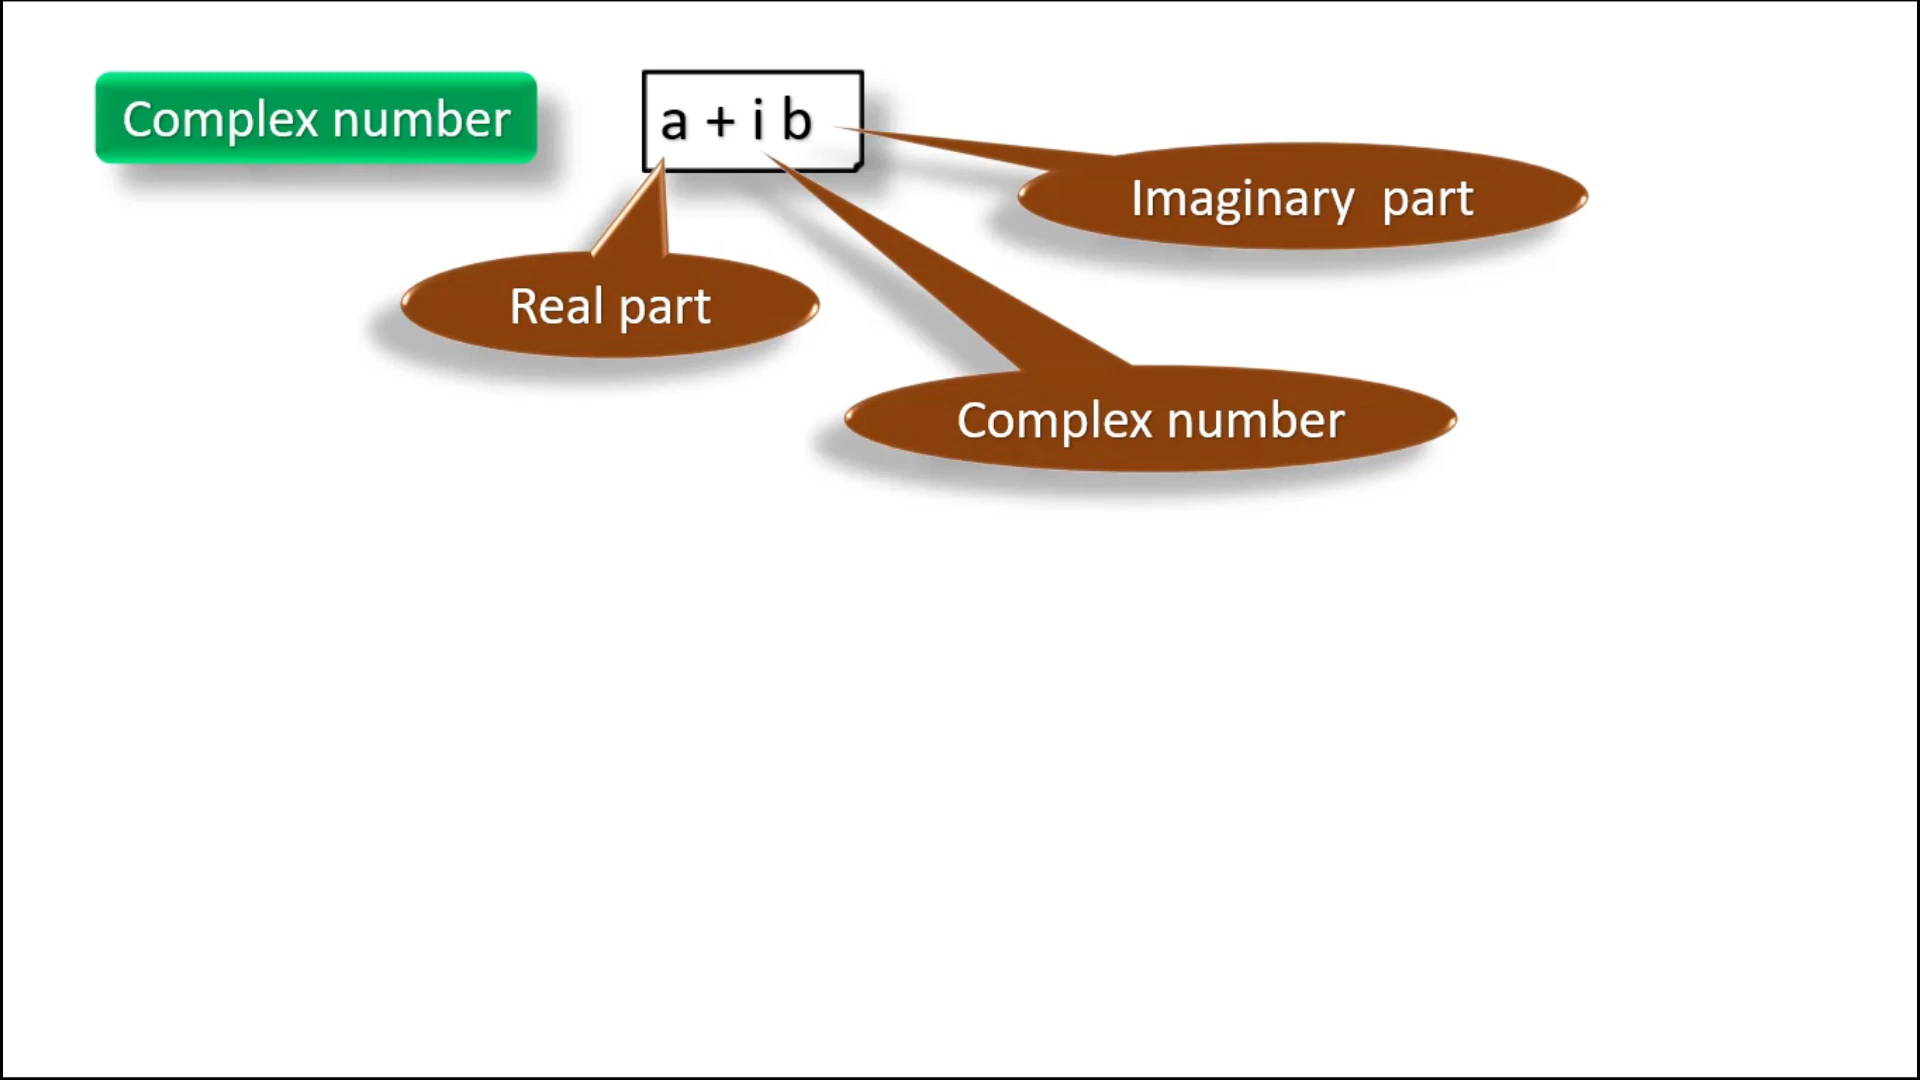 Complex number
a + i b
Imaginary part
Real part
Complex number